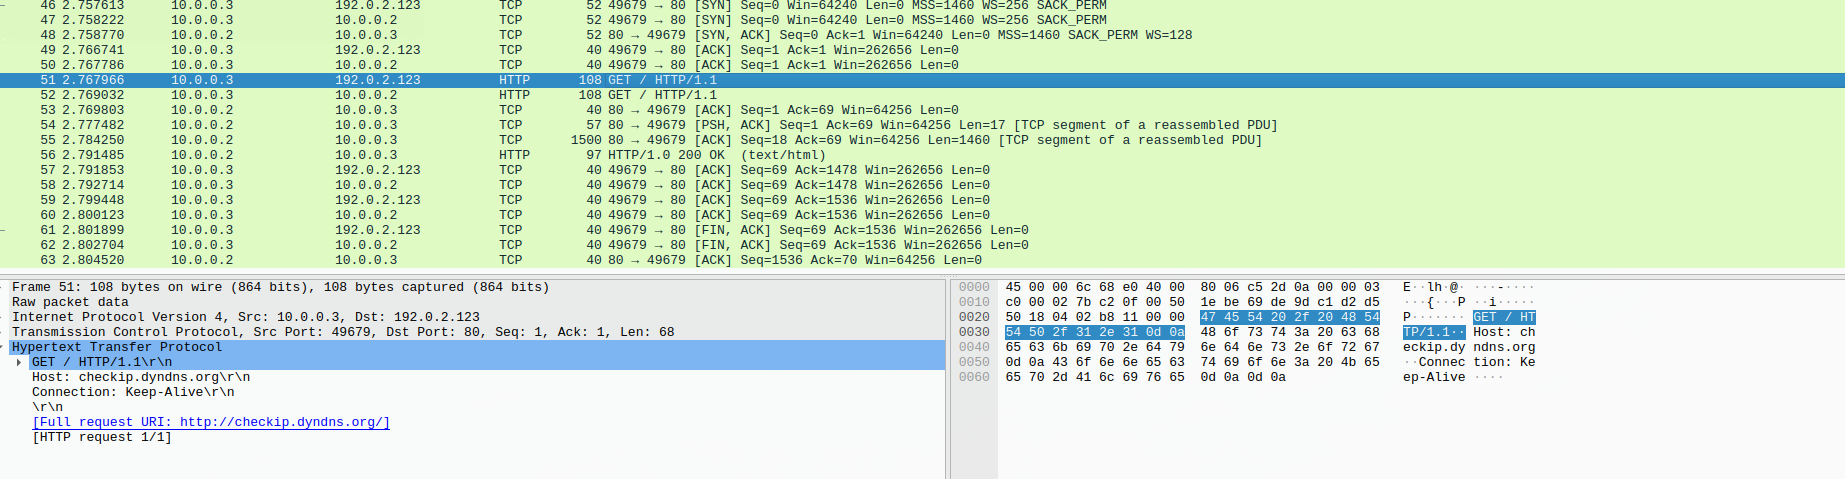 46 2.757613 10.0.0.3 192.0.2.123 TCP 52 49679 → 80 [SYN] Seq=0 Win=64240 Len=0 MSS=1460 WS=256 SACK_PERM
47 2.758222 10.0.0.3 10.0.0.2 TCP 52 49679 → 80 [SYN] Seq=0 Win=64240 Len=0 MSS=1460 WS=256 SACK_PERM
48 2.758770 10.0.0.2 10.0.0.3 TCP 52 80 → 49679 [SYN, ACK] Seq=0 Ack=1 Win=64240 Len=0 MSS=1460 SACK_PERM WS=128
49 2.766741 10.0.0.3 192.0.2.123 TCP 40 49679 → 80 [ACK] Seq=1 Ack=1 Win=262656 Len=0
50 2.767786 10.0.0.3 10.0.0.2 TCP 40 49679 → 80 [ACK] Seq=1 Ack=1 Win=262656 Len=0
51 2.767966 10.0.0.3 192.0.2.123 HTTP 108 GET / HTTP/1.1
52 2.769032 10.0.0.3 10.0.0.2 HTTP 108 GET / HTTP/1.1
53 2.769803 10.0.0.2 10.0.0.3 TCP 40 80 → 49679 [ACK] Seq=1 Ack=69 Win=64256 Len=0
54 2.777482 10.0.0.2 10.0.0.3 TCP 57 80 → 49679 [PSH, ACK] Seq=1 Ack=69 Win=64256 Len=17 [TCP segment of a reassembled PDU]
55 2.784250 10.0.0.2 10.0.0.3 TCP 1500 80 → 49679 [ACK] Seq=18 Ack=69 Win=64256 Len=1460 [TCP segment of a reassembled PDU]
56 2.791485 10.0.0.2 10.0.0.3 HTTP 97 HTTP/1.0 200 OK (text/html)
57 2.791853 10.0.0.3 192.0.2.123 TCP 40 49679 → 80 [ACK] Seq=69 Ack=1478 Win=262656 Len=0
58 2.792714 10.0.0.3 10.0.0.2 TCP 40 49679 → 80 [ACK] Seq=69 Ack=1478 Win=262656 Len=0
59 2.799448 10.0.0.3 192.0.2.123 TCP 40 49679 → 80 [ACK] Seq=69 Ack=1536 Win=262656 Len=0
60 2.800123 10.0.0.3 10.0.0.2 TCP 40 49679 → 80 [ACK] Seq=69 Ack=1536 Win=262656 Len=0
61 2.801899 10.0.0.3 192.0.2.123 TCP 40 49679 → 80 [FIN, ACK] Seq=69 Ack=1536 Win=262656 Len=0
62 2.802704 10.0.0.3 10.0.0.2 TCP 40 49679 → 80 [FIN, ACK] Seq=69 Ack=1536 Win=262656 Len=0
63 2.804520 10.0.0.2 10.0.0.3 TCP 40 80 → 49679 [ACK] Seq=1536 Ack=70 Win=64256 Len=0
Frame 51: 108 bytes on wire (864 bits), 108 bytes captured (864 bits)
Raw packet data
Internet Protocol Version 4, Src: 10.0.0.3, Dst: 192.0.2.123
Transmission Control Protocol, Src Port: 49679, Dst Port: 80, Seq: 1, Ack: 1, Len: 68
Hypertext Transfer Protocol
GET / HTTP/1.1\r\n
Host: checkip.dyndns.org\r\n
Connection: Keep-Alive\r\n
\r\n
[Full request URI: http://checkip.dyndns.org/]
[HTTP request 1/1]
0000 45 00 00 6c 68 e0 40 00 80 06 c5 2d 0a 00 00 03 E··lh·@· ···-····
0010 c0 00 02 7b c2 0f 00 50 1e be 69 de 9d c1 d2 d5 ···{···P ··i·····
0020 50 18 04 02 b8 11 00 00 47 45 54 20 2f 20 48 54 P······· GET / HT
0030 54 50 2f 31 2e 31 0d 0a 48 6f 73 74 3a 20 63 68 TP/1.1·· Host: ch
0040 65 63 6b 69 70 2e 64 79 6e 64 6e 73 2e 6f 72 67 eckip.dy ndns.org
0050 0d 0a 43 6f 6e 6e 65 63 74 69 6f 6e 3a 20 4b 65 ··Connec tion: Ke
0060 65 70 2d 41 6c 69 76 65 0d 0a 0d 0a ep-Alive ····